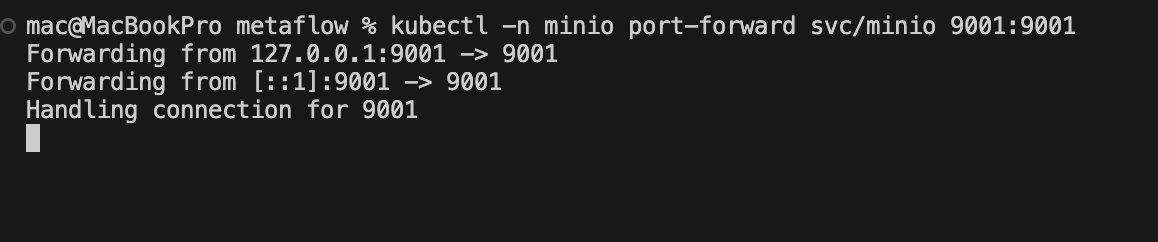 mac@MacBookPro metaflow % kubectl -n minio port-forward svc/minio 9001:9001
Forwarding from 127.0.0.1:9001 -> 9001
Forwarding from [::1]:9001 -> 9001
Handling connection for 9001